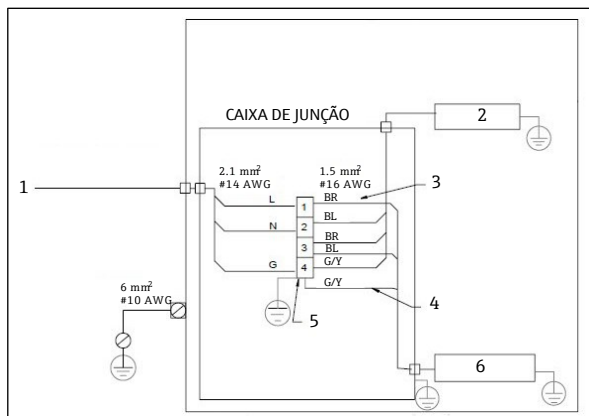 2
CAIXA DE JUNÇÃO
1
2.1 mm²
#14 AWG
1.5 mm²
#16 AWG
3
L
1
BR
2
BL
N
BR
3
BL
G
4
G/Y
G/Y
6 mm²
#10 AWG
5
4
6